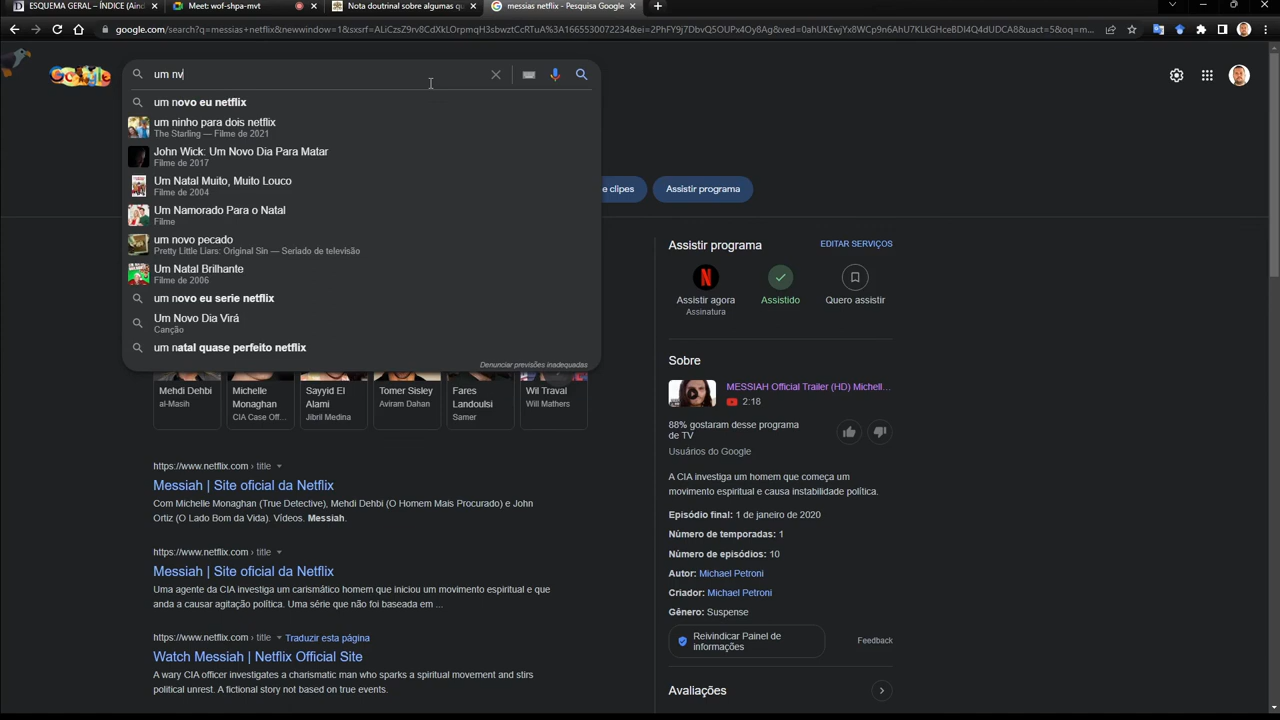 ESQUEMA GERAL – ÍNDICE (Aind
Meet: wof-shpa-mvt
Nota doutrinal sobre algumas qu
messias netflix - Pesquisa Google
google.com/search?q=messias+netflix&newwindow=1&sxsrf=ALiCzsZ9rv8CdXkLOrpmqH3sbwztCcRTuA%3A1665530072234&ei=2PhFY9j7DbvQ5OUPx4Oy8Ag&ved=0ahUKEwjYx8W9C9r6AhU7KLkGHceBDI4Q4dUDCA8&uact=5&oq=m...
Google
um nv
um novo eu netflix
um ninho para dois netflix
The Starling — Filme de 2021
John Wick: Um Novo Dia Para Matar
Filme de 2017
Um Natal Muito, Muito Louco
Filme de 2004
Um Namorado Para o Natal
Filme
um novo pecado
Pretty Little Liars: Original Sin — Seriado de televisão
Um Natal Brilhante
Filme de 2006
um novo eu serie netflix
Um Novo Dia Virá
Canção
um natal quase perfeito netflix
Denunciar previsões inadequadas
e clipes
Assistir programa
Mehdi Dehbi
al-Masih
Michelle Monaghan
CIA Case Off...
Sayyid El Alami
Jibril Medina
Tomer Sisley
Aviram Dahan
Fares Landoulsi
Samer
Wil Traval
Will Mathers
https://www.netflix.com › title
Messiah | Site oficial da Netflix
Com Michelle Monaghan (True Detective), Mehdi Dehbi (O Homem Mais Procurado) e John
Ortiz (O Lado Bom da Vida). Vídeos. Messiah.
https://www.netflix.com › title
Messiah | Site oficial da Netflix
Uma agente da CIA investiga um carismático homem que iniciou um movimento espiritual e que
anda a causar agitação política. Uma série que não foi baseada em ...
https://www.netflix.com › title Traduzir esta página
Watch Messiah | Netflix Official Site
A wary CIA officer investigates a charismatic man who sparks a spiritual movement and stirs
political unrest. A fictional story not based on true events.
Assistir programa
EDITAR SERVIÇOS
Assistir agora
Assinatura
Assistido
Quero assistir
Sobre
MESSIAH Official Trailer (HD) Michell...
2:18
88% gostaram desse programa
de TV
Usuários do Google
A CIA investiga um homem que começa um
movimento espiritual e causa instabilidade política.
Episódio final: 1 de janeiro de 2020
Número de temporadas: 1
Número de episódios: 10
Autor: Michael Petroni
Criador: Michael Petroni
Gênero: Suspense
Reivindicar Painel de
informações
Feedback
Avaliações